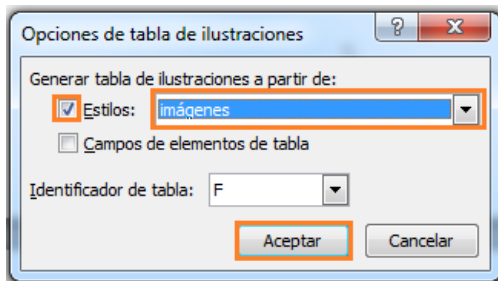 Opciones de tabla de ilustraciones
Generar tabla de ilustraciones a partir de:
Estilos: imágenes
Campos de elementos de tabla
Identificador de tabla: F
Aceptar Cancelar